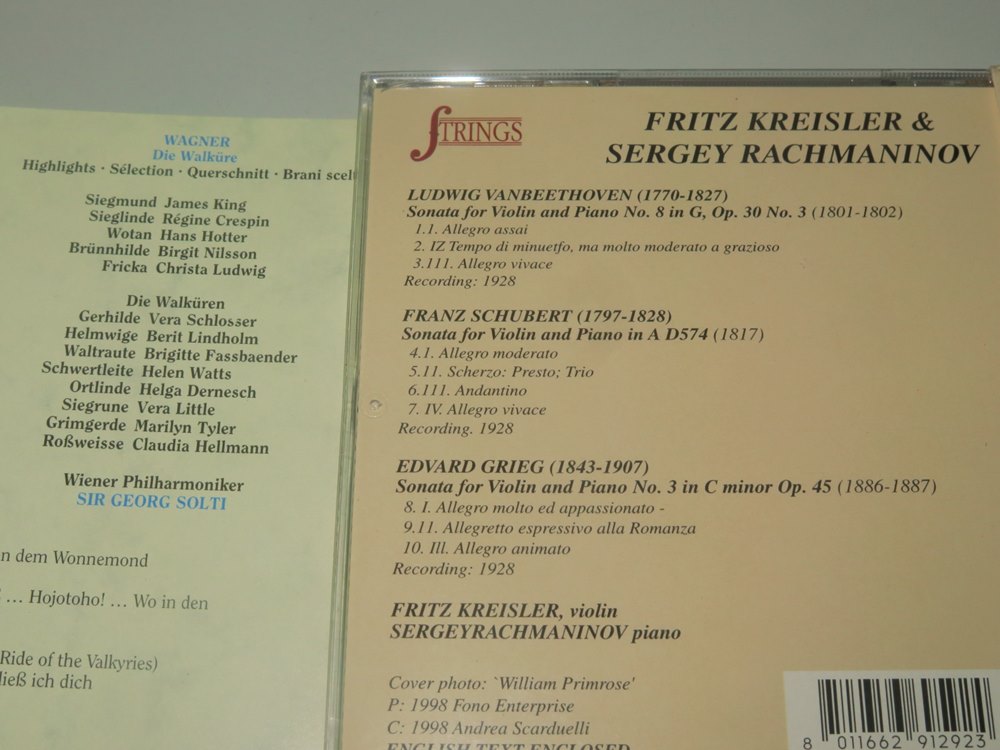 WAGNER
Die Walküre
Highlights · Sélection · Querschnitt · Brani scelt
Siegmund James King
Sieglinde Régine Crespin
Wotan Hans Hotter
Brünnhilde Birgit Nilsson
Fricka Christa Ludwig
Die Walküren
Gerhilde Vera Schlosser
Helmwige Berit Lindholm
Waltraute Brigitte Fassbaender
Schwertleite Helen Watts
Ortlinde Helga Dernesch
Siegrune Vera Little
Grimgerde Marilyn Tyler
Roßweisse Claudia Hellmann
Wiener Philharmoniker
SIR GEORG SOLTI
n dem Wonnemond
... Hojotoho! ... Wo in den
Ride of the Valkyries)
ließ ich dich
STRINGS
FRITZ KREISLER &
SERGEY RACHMANINOV
LUDWIG VANBEETHOVEN (1770-1827)
Sonata for Violin and Piano No. 8 in G, Op. 30 No. 3 (1801-1802)
1.1. Allegro assai
2. IZ Tempo di minuetfo, ma molto moderato a grazioso
3.111. Allegro vivace
Recording: 1928
FRANZ SCHUBERT (1797-1828)
Sonata for Violin and Piano in A D574 (1817)
4.1. Allegro moderato
5.11. Scherzo: Presto; Trio
6.111. Andantino
7. IV. Allegro vivace
Recording. 1928
EDVARD GRIEG (1843-1907)
Sonata for Violin and Piano No. 3 in C minor Op. 45 (1886-1887)
8. I. Allegro molto ed appassionato -
9.11. Allegretto espressivo alla Romanza
10. Ill. Allegro animato
Recording: 1928
FRITZ KREISLER, violin
SERGEYRACHMANINOV piano
Cover photo: `William Primrose'
P: 1998 Fono Enterprise
C: 1998 Andrea Scarduelli
ENGLISH TEXT ENCLOSED
8 011662 912923